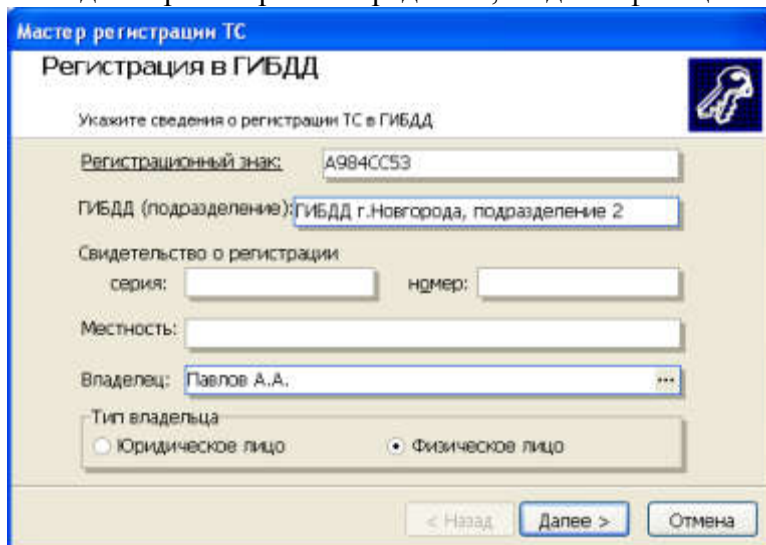 Мастер регистрации ТС
Регистрация в ГИБДД
Укажите сведения о регистрации ТС в ГИБДД
Регистрационный знак: A984CC53
ГИБДД (подразделение): ГИБДД г.Новгорода, подразделение 2
Свидетельство о регистрации
серия: номер:
Местность:
Владелец: Павлов А.А. ...
Тип владельца
Юридическое лицо Физическое лицо
< Назад Далее > Отмена